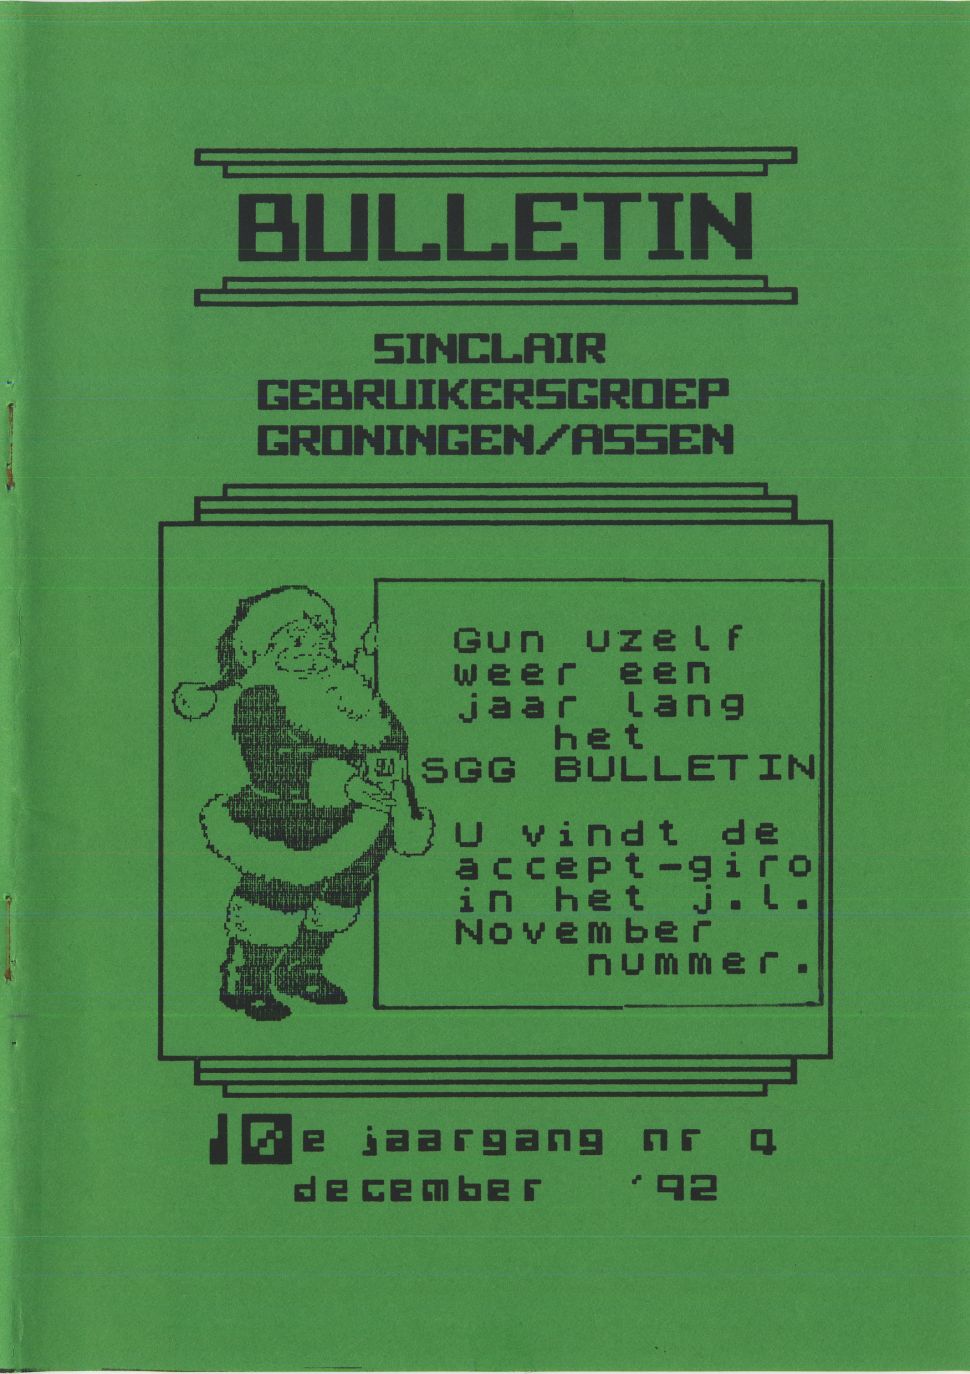 BULLETIN
SINCLAIR
GEBRUIKERSGROEP
GRONINGEN/ASSEN
Gun uzelf
weer een
jaar lang
het
SGG BULLETIN
U vindt de
accept-giro
in het j.l.
November
nummer.
10e jaargang nr 9
december '92